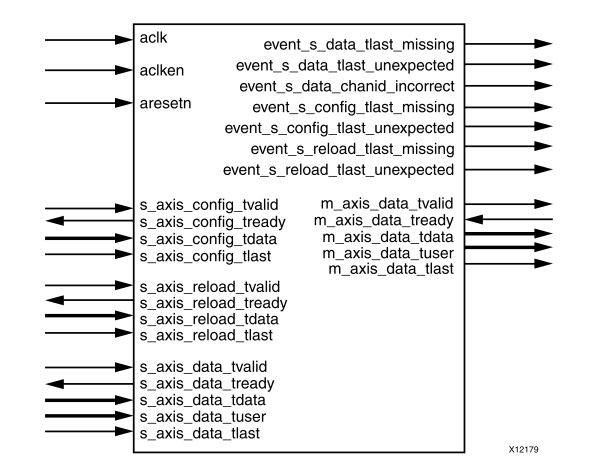 aclk
aclken
aresetn
event_s_data_tlast_missing
event_s_data_tlast_unexpected
event_s_data_chanid_incorrect
event_s_config_tlast_missing
event_s_config_tlast_unexpected
event_s_reload_tlast_missing
event_s_reload_tlast_unexpected
s_axis_config_tvalid
s_axis_config_tready
s_axis_config_tdata
s_axis_config_tlast
m_axis_data_tvalid
m_axis_data_tready
m_axis_data_tdata
m_axis_data_tuser
m_axis_data_tlast
s_axis_reload_tvalid
s_axis_reload_tready
s_axis_reload_tdata
s_axis_reload_tlast
s_axis_data_tvalid
s_axis_data_tready
s_axis_data_tdata
s_axis_data_tuser
s_axis_data_tlast
X12179